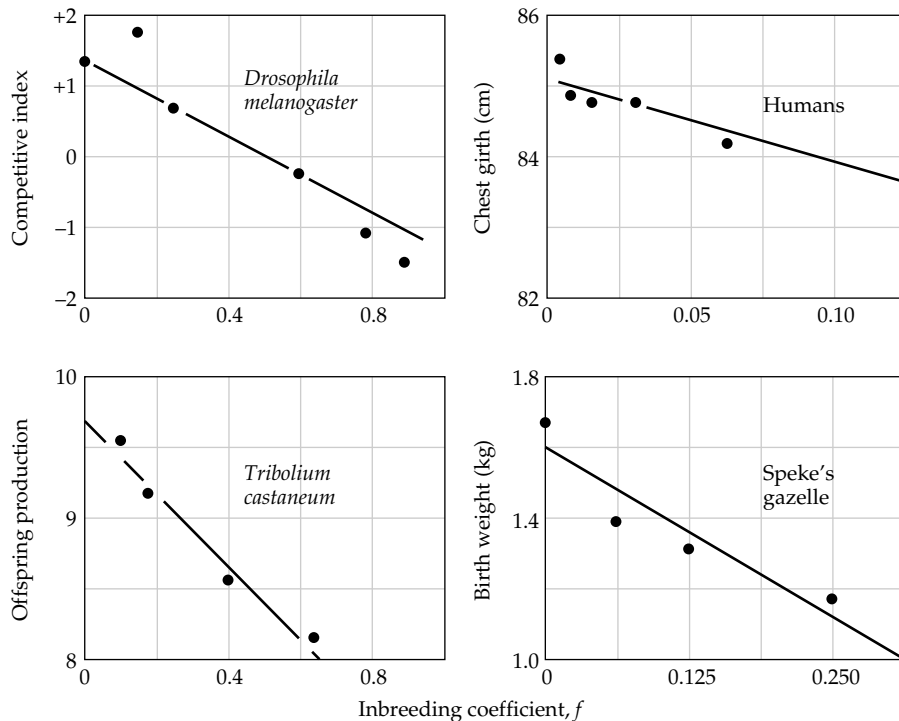 +2
+1
0
−1
−2
Competitive index
Drosophila
melanogaster
0
0.4
0.8
86
84
82
Chest girth (cm)
Humans
0
0.05
0.10
10
9
8
Offspring production
Tribolium
castaneum
0
0.4
0.8
1.8
1.4
1.0
Birth weight (kg)
Speke's
gazelle
0
0.125
0.250
Inbreeding coefficient, f